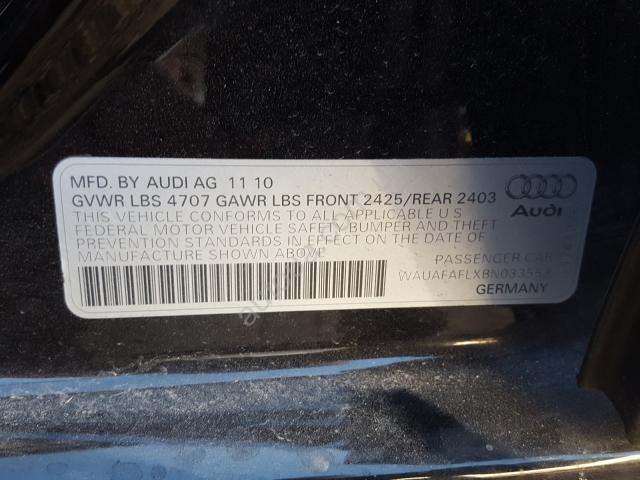 MFD. BY AUDI AG 11 10
GVWR LBS 4707 GAWR LBS FRONT 2425/REAR 2403
THIS VEHICLE CONFORMS TO ALL APPLICABLE U S
FEDERAL MOTOR VEHICLE SAFETY BUMPER AND THEFT
PREVENTION STANDARDS IN EFFECT ON THE DATE OF
MANUFACTURE SHOWN ABOVE
Audi
PASSENGER CAR
WAUAFAFLXBN033553
GERMANY